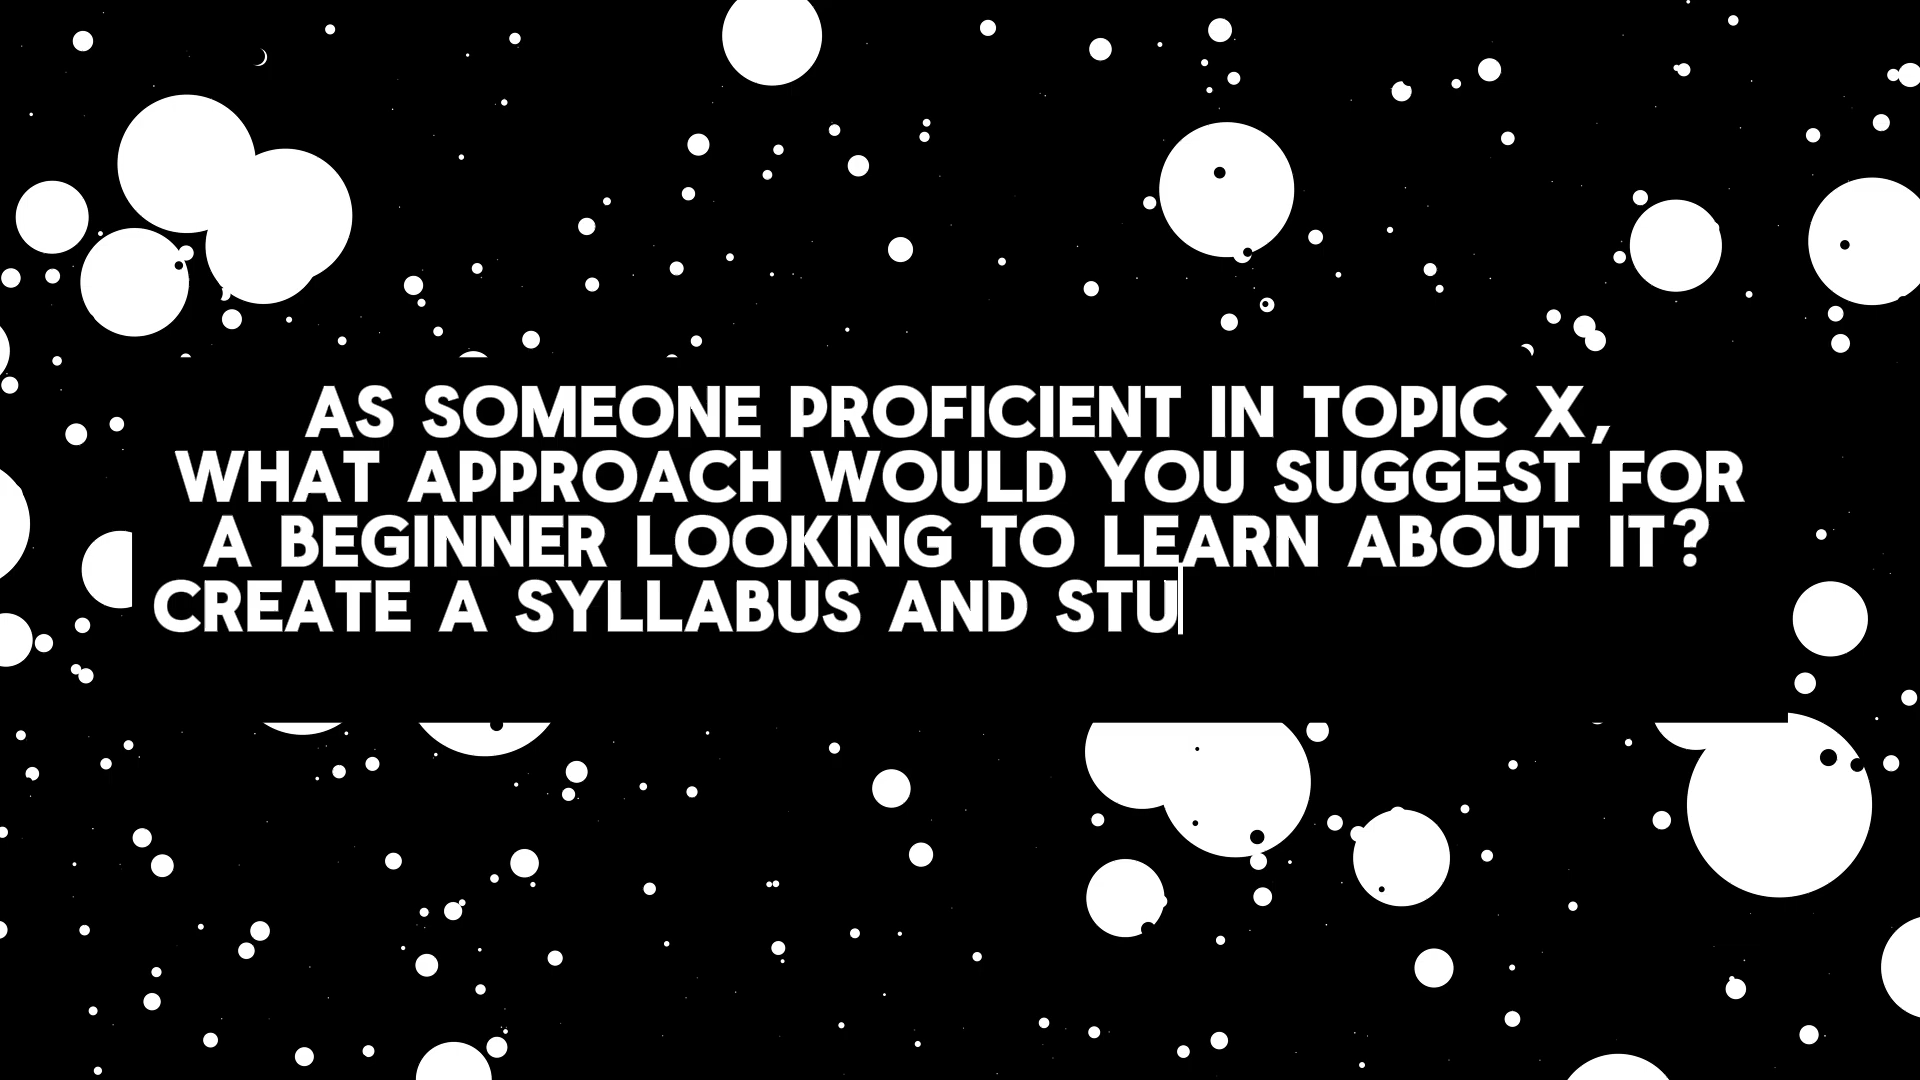 AS SOMEONE PROFICIENT IN TOPIC X,
WHAT APPROACH WOULD YOU SUGGEST FOR
A BEGINNER LOOKING TO LEARN ABOUT IT?
CREATE A SYLLABUS AND STU